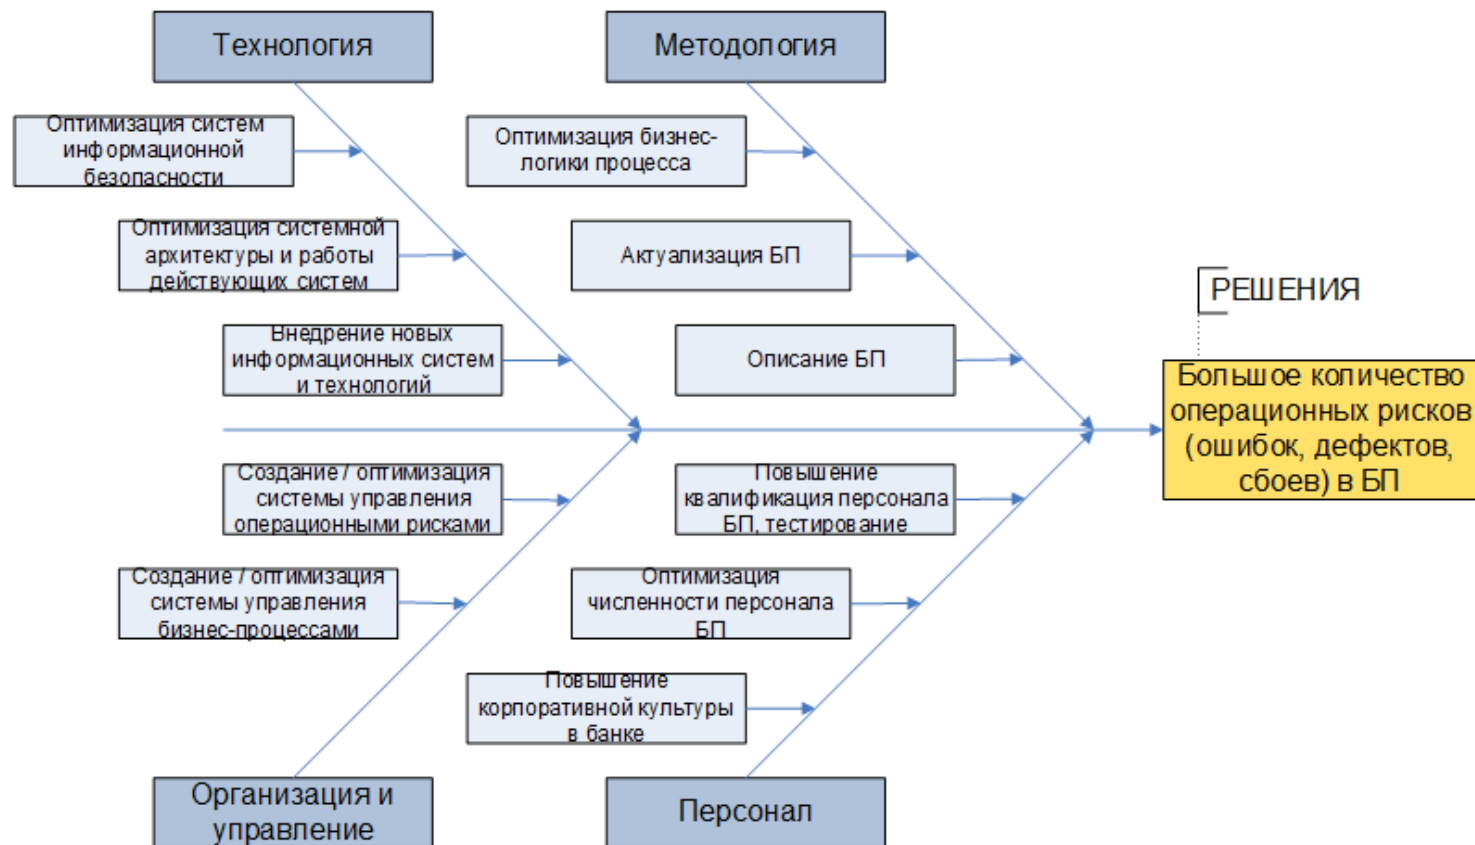 Технология
Методология
Оптимизация систем
информационной
безопасности
Оптимизация бизнес-
логики процесса
Оптимизация системной
архитектуры и работы
действующих систем
Актуализация БП
РЕШЕНИЯ
Внедрение новых
информационных систем
и технологий
Описание БП
Большое количество
операционных рисков
(ошибок, дефектов,
сбоев) в БП
Создание / оптимизация
системы управления
операционными рисками
Повышение
квалификация персонала
БП, тестирование
Создание / оптимизация
системы управления
бизнес-процессами
Оптимизация
численности персонала
БП
Повышение
корпоративной культуры
в банке
Организация и
управление
Персонал